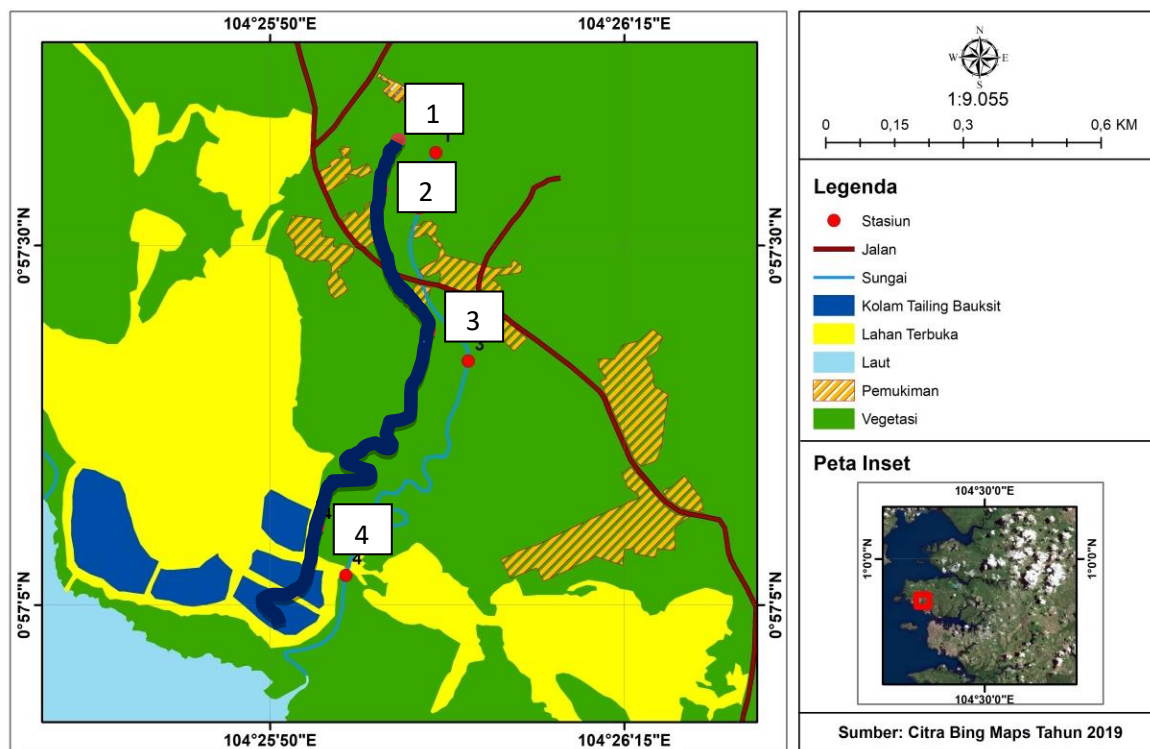 104°25'50"E
104°26'15"E
1
1
2
3
3
4
4
4
0°57'30"N
0°57'30"N
0°57'5"N
0°57'5"N
104°25'50"E
104°26'15"E
N
W
E
S
1:9.055
0 0,15 0,3 0,6 KM
Legenda
Stasiun
Jalan
Sungai
Kolam Tailing Bauksit
Lahan Terbuka
Laut
Pemukiman
Vegetasi
Peta Inset
104°30'0"E
1°0'0"N
1°0'0"N
104°30'0"E
Sumber: Citra Bing Maps Tahun 2019